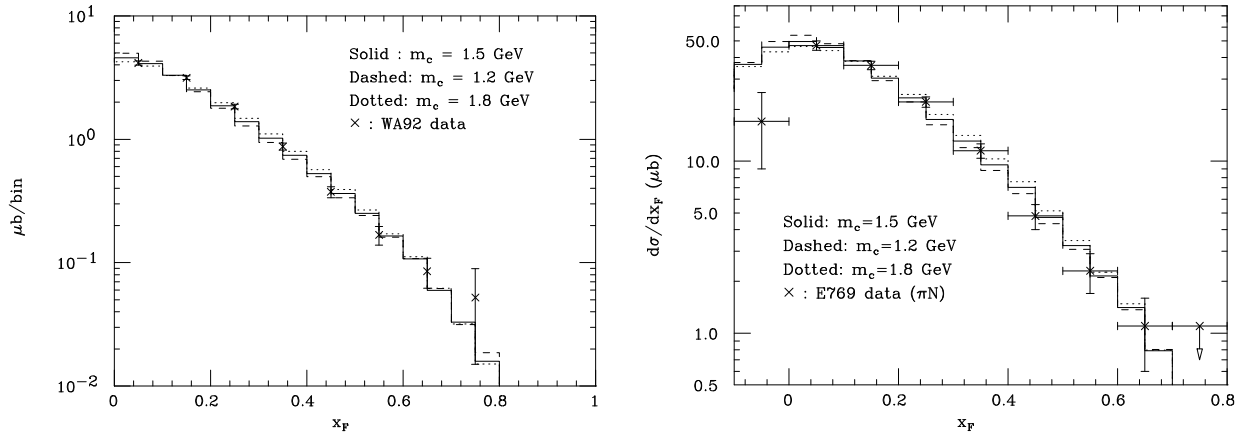 10¹
10⁰
10⁻¹
10⁻²
μb/bin
Solid : m_c = 1.5 GeV
Dashed: m_c = 1.2 GeV
Dotted: m_c = 1.8 GeV
× : WA92 data
0 0.2 0.4 0.6 0.8 1
x_F
50.0
10.0
5.0
1.0
0.5
dσ/dx_F (μb)
Solid: m_c=1.5 GeV
Dashed: m_c=1.2 GeV
Dotted: m_c=1.8 GeV
× : E769 data (πN)
0 0.2 0.4 0.6 0.8
x_F